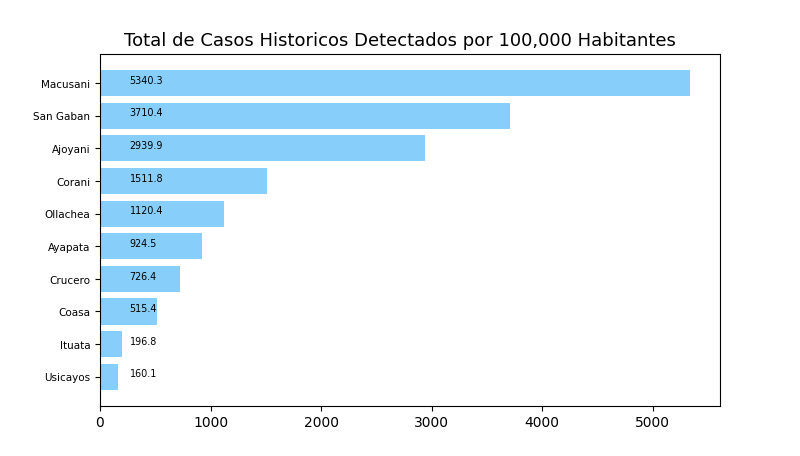 Total de Casos Historicos Detectados por 100,000 Habitantes
Macusani 5340.3
San Gaban 3710.4
Ajoyani 2939.9
Corani 1511.8
Ollachea 1120.4
Ayapata 924.5
Crucero 726.4
Coasa 515.4
Ituata 196.8
Usicayos 160.1
0 1000 2000 3000 4000 5000